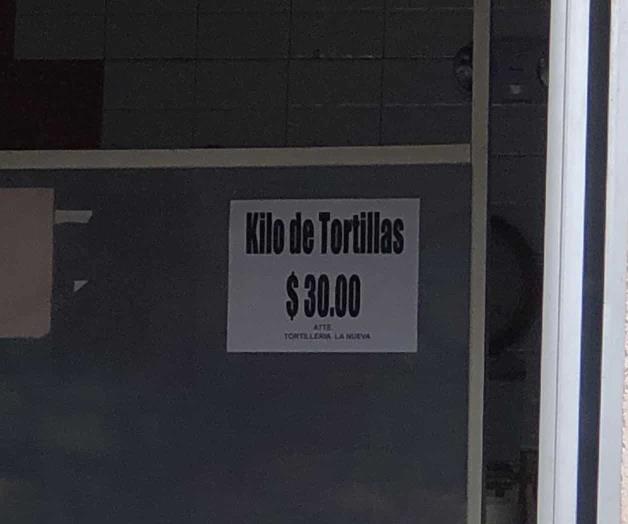 Kilo de Tortillas
$ 30.00
ATTE
TORTILLERIA LA NUEVA